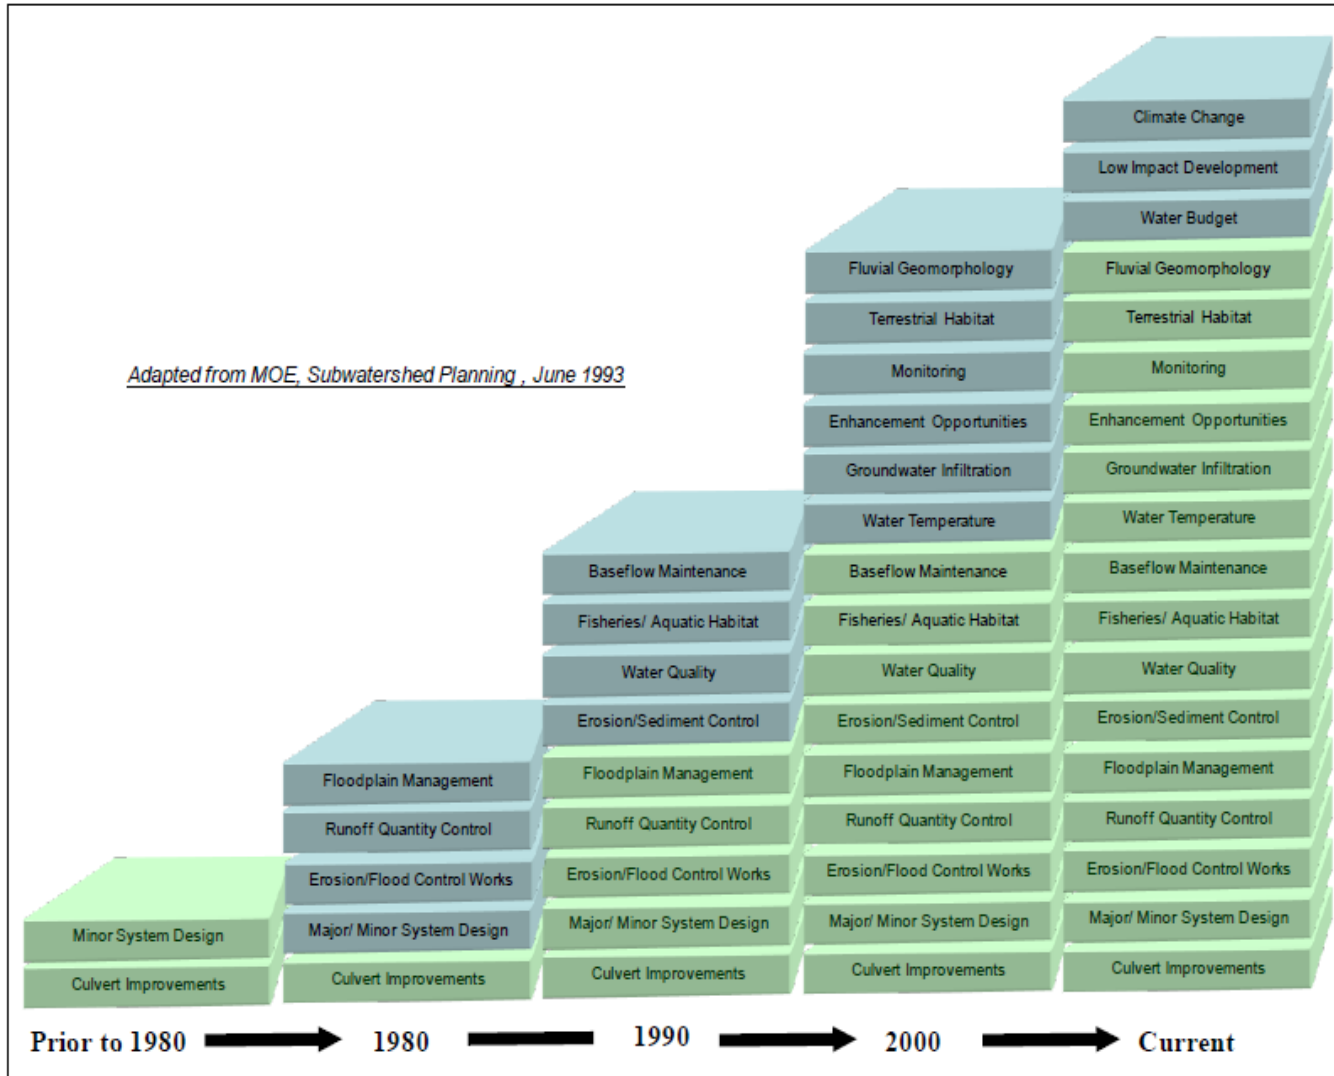 Adapted from MOE, Subwatershed Planning , June 1993
Minor System Design
Culvert Improvements
Floodplain Management
Runoff Quantity Control
Erosion/Flood Control Works
Major/ Minor System Design
Culvert Improvements
Baseflow Maintenance
Fisheries/ Aquatic Habitat
Water Quality
Erosion/Sediment Control
Floodplain Management
Runoff Quantity Control
Erosion/Flood Control Works
Major/ Minor System Design
Culvert Improvements
Fluvial Geomorphology
Terrestrial Habitat
Monitoring
Enhancement Opportunities
Groundwater Infiltration
Water Temperature
Baseflow Maintenance
Fisheries/ Aquatic Habitat
Water Quality
Erosion/Sediment Control
Floodplain Management
Runoff Quantity Control
Erosion/Flood Control Works
Major/ Minor System Design
Culvert Improvements
Climate Change
Low Impact Development
Water Budget
Fluvial Geomorphology
Terrestrial Habitat
Monitoring
Enhancement Opportunities
Groundwater Infiltration
Water Temperature
Baseflow Maintenance
Fisheries/ Aquatic Habitat
Water Quality
Erosion/Sediment Control
Floodplain Management
Runoff Quantity Control
Erosion/Flood Control Works
Major/ Minor System Design
Culvert Improvements
Prior to 1980
1980
1990
2000
Current